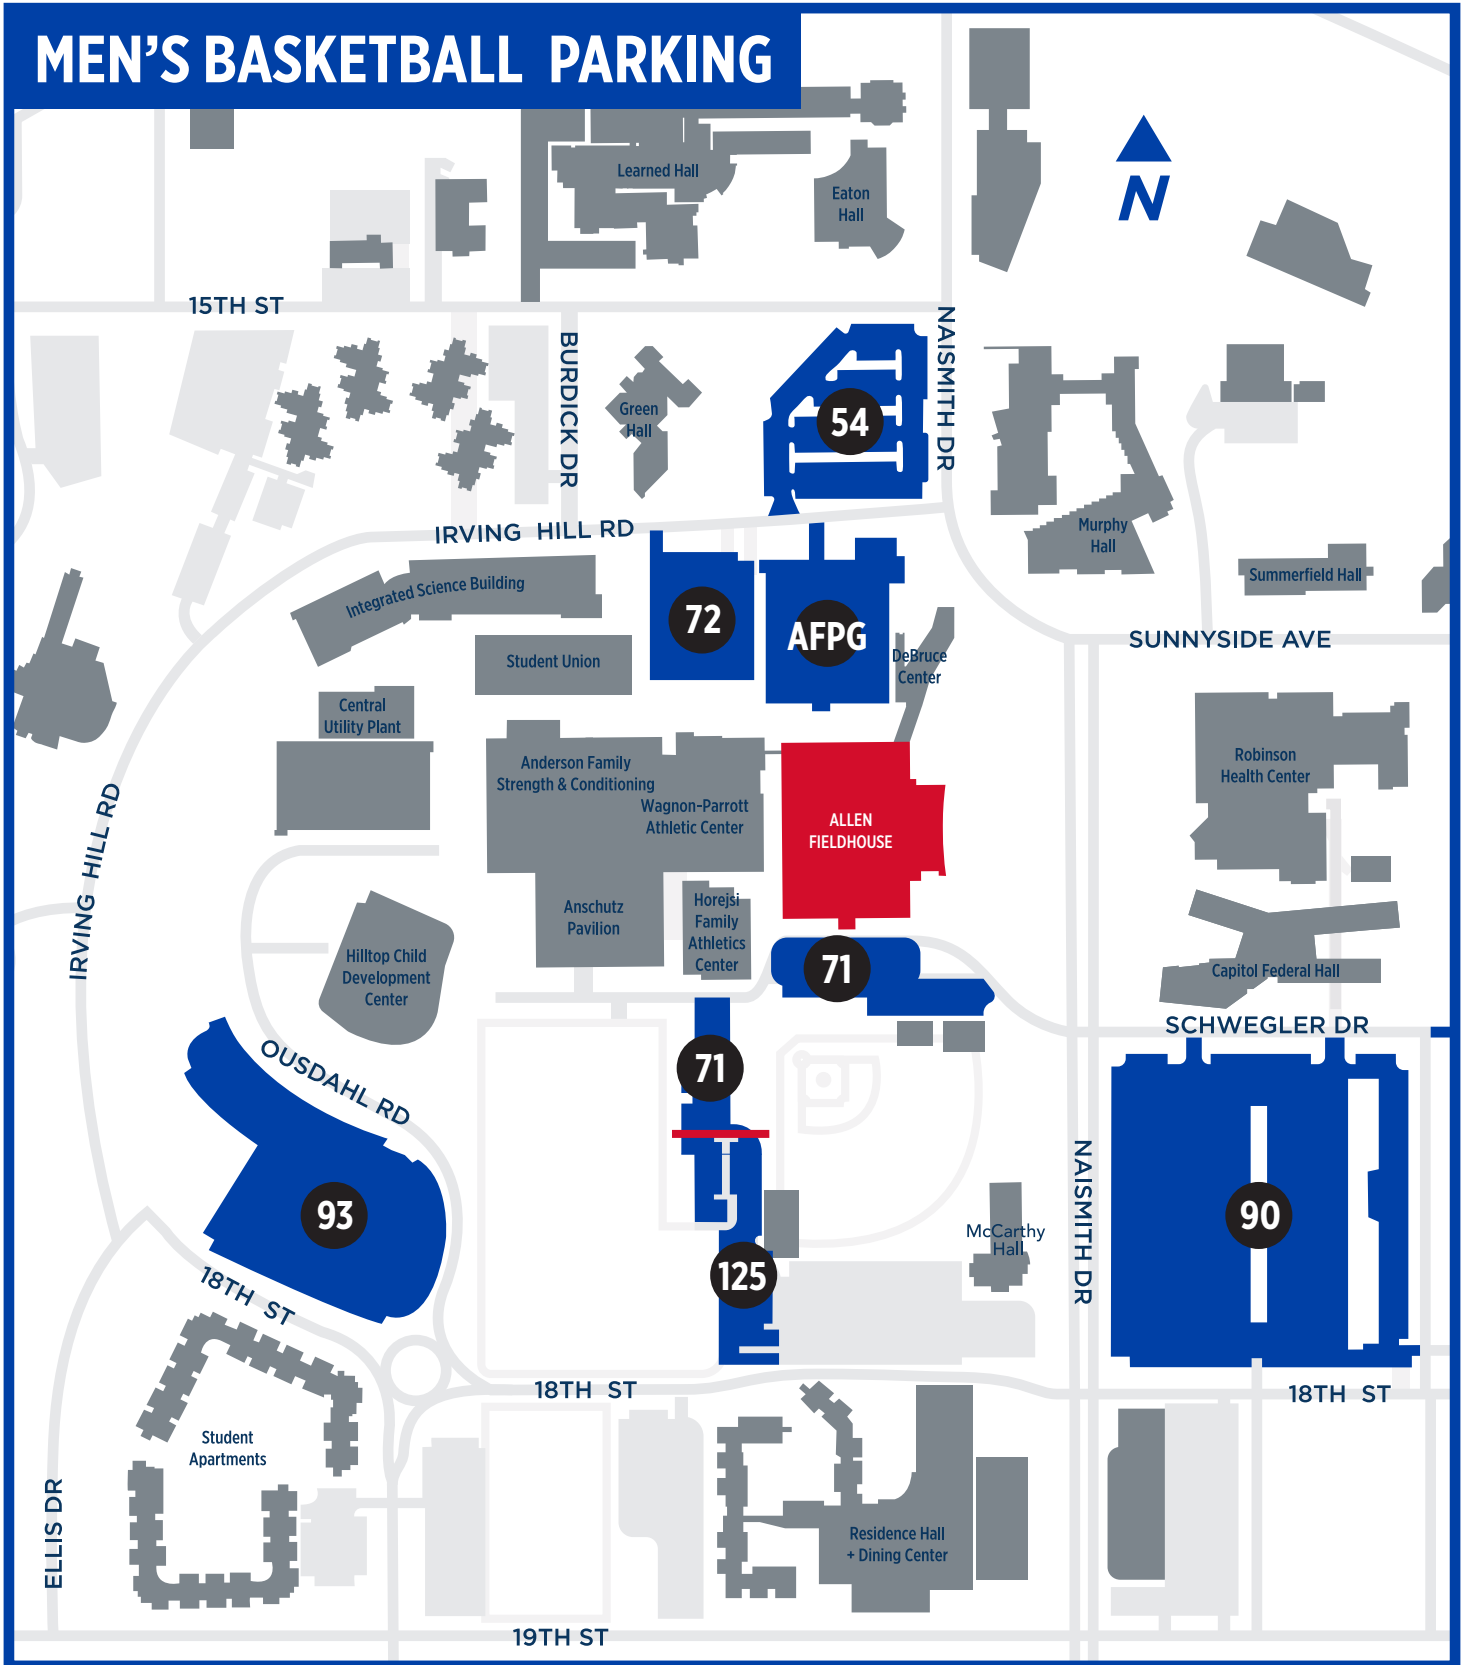 MEN'S BASKETBALL PARKING
N
Learned Hall
Eaton
Hall
15TH ST
BURDICK DR
NAISMITH DR
Green
Hall
54
IRVING HILL RD
Murphy
Hall
Integrated Science Building
Summerfield Hall
72
AFPG
SUNNYSIDE AVE
Student Union
DeBruce
Center
Central
Utility Plant
Anderson Family
Strength & Conditioning
Wagnon-Parrott
Athletic Center
Robinson
Health Center
ALLEN
FIELDHOUSE
IRVING HILL RD
Anschutz
Pavilion
Horejsi
Family
Athletics
Center
Hilltop Child
Development
Center
71
Capitol Federal Hall
SCHWEGLER DR
OUSDAHL RD
71
93
NAISMITH DR
90
McCarthy
Hall
125
18TH ST
18TH ST
18TH ST
Student
Apartments
ELLIS DR
Residence Hall
+ Dining Center
19TH ST